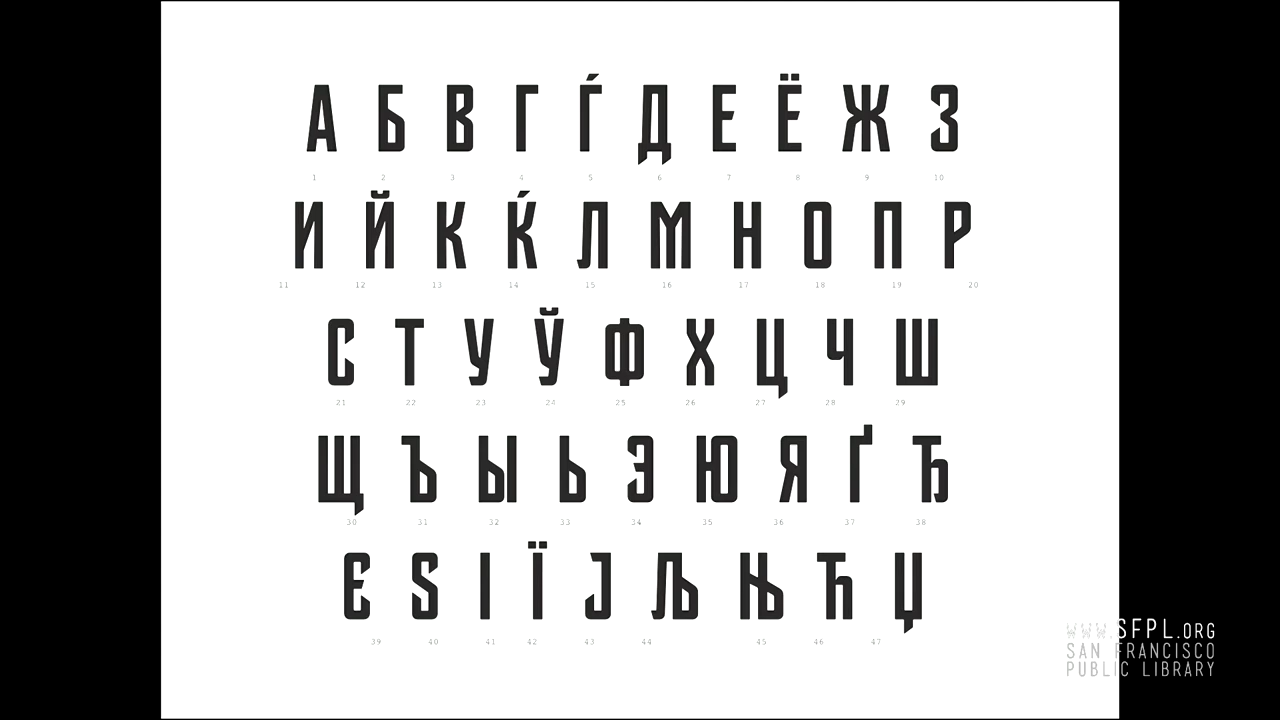 А Б В Г Ѓ Д Е Ё Ж З
1 2 3 4 5 6 7 8 9 10
И Й К Ќ Л М Н О П Р
11 12 13 14 15 16 17 18 19 20
С Т У Ў Ф Х Ц Ч Ш
21 22 23 24 25 26 27 28 29
Щ Ъ Ы Ь Э Ю Я Ґ Ђ
30 31 32 33 34 35 36 37 38
Є Ѕ І Ї Ј Љ Њ Ћ Џ
39 40 41 42 43 44 45 46 47
WWW.SFPL.ORG
SAN FRANCISCO
PUBLIC LIBRARY